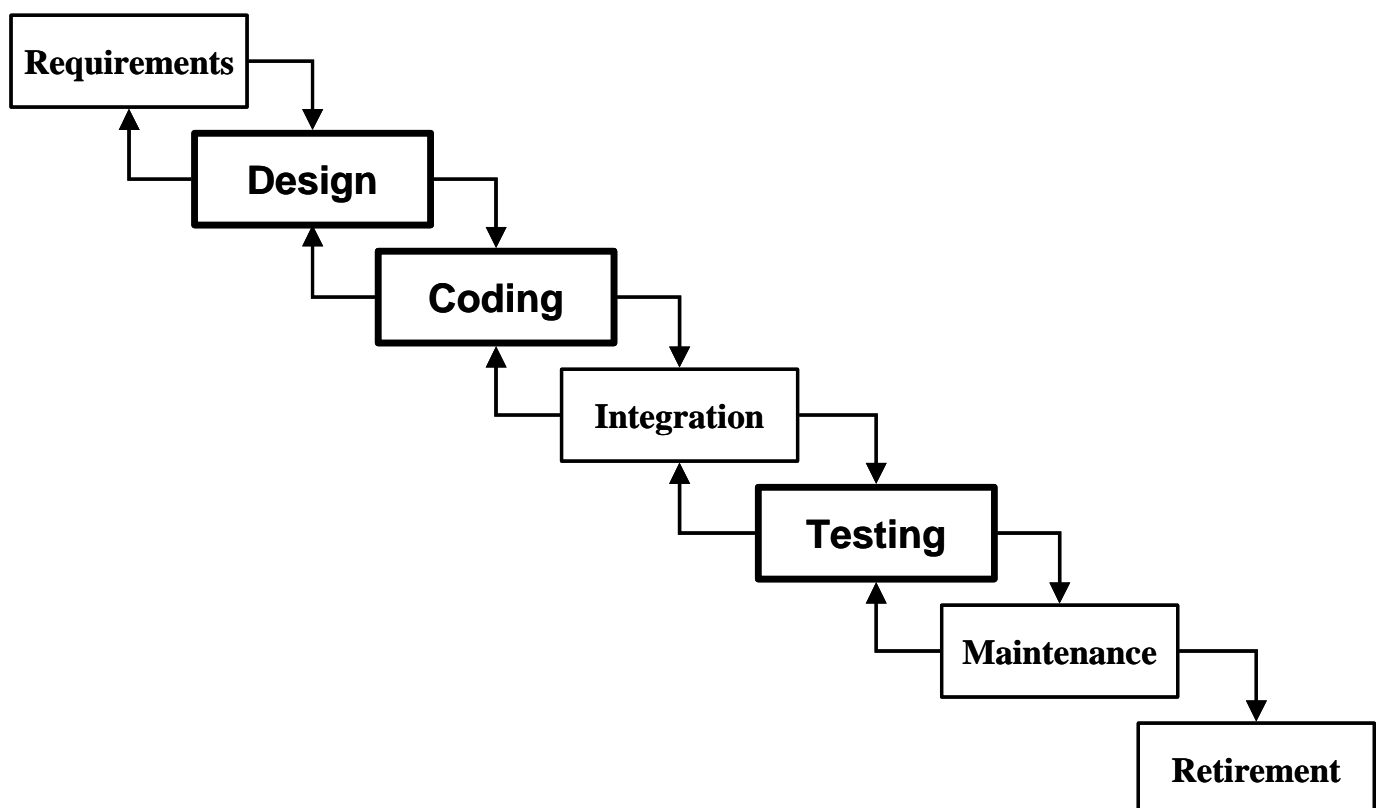 Requirements
Design
Coding
Integration
Testing
Maintenance
Retirement